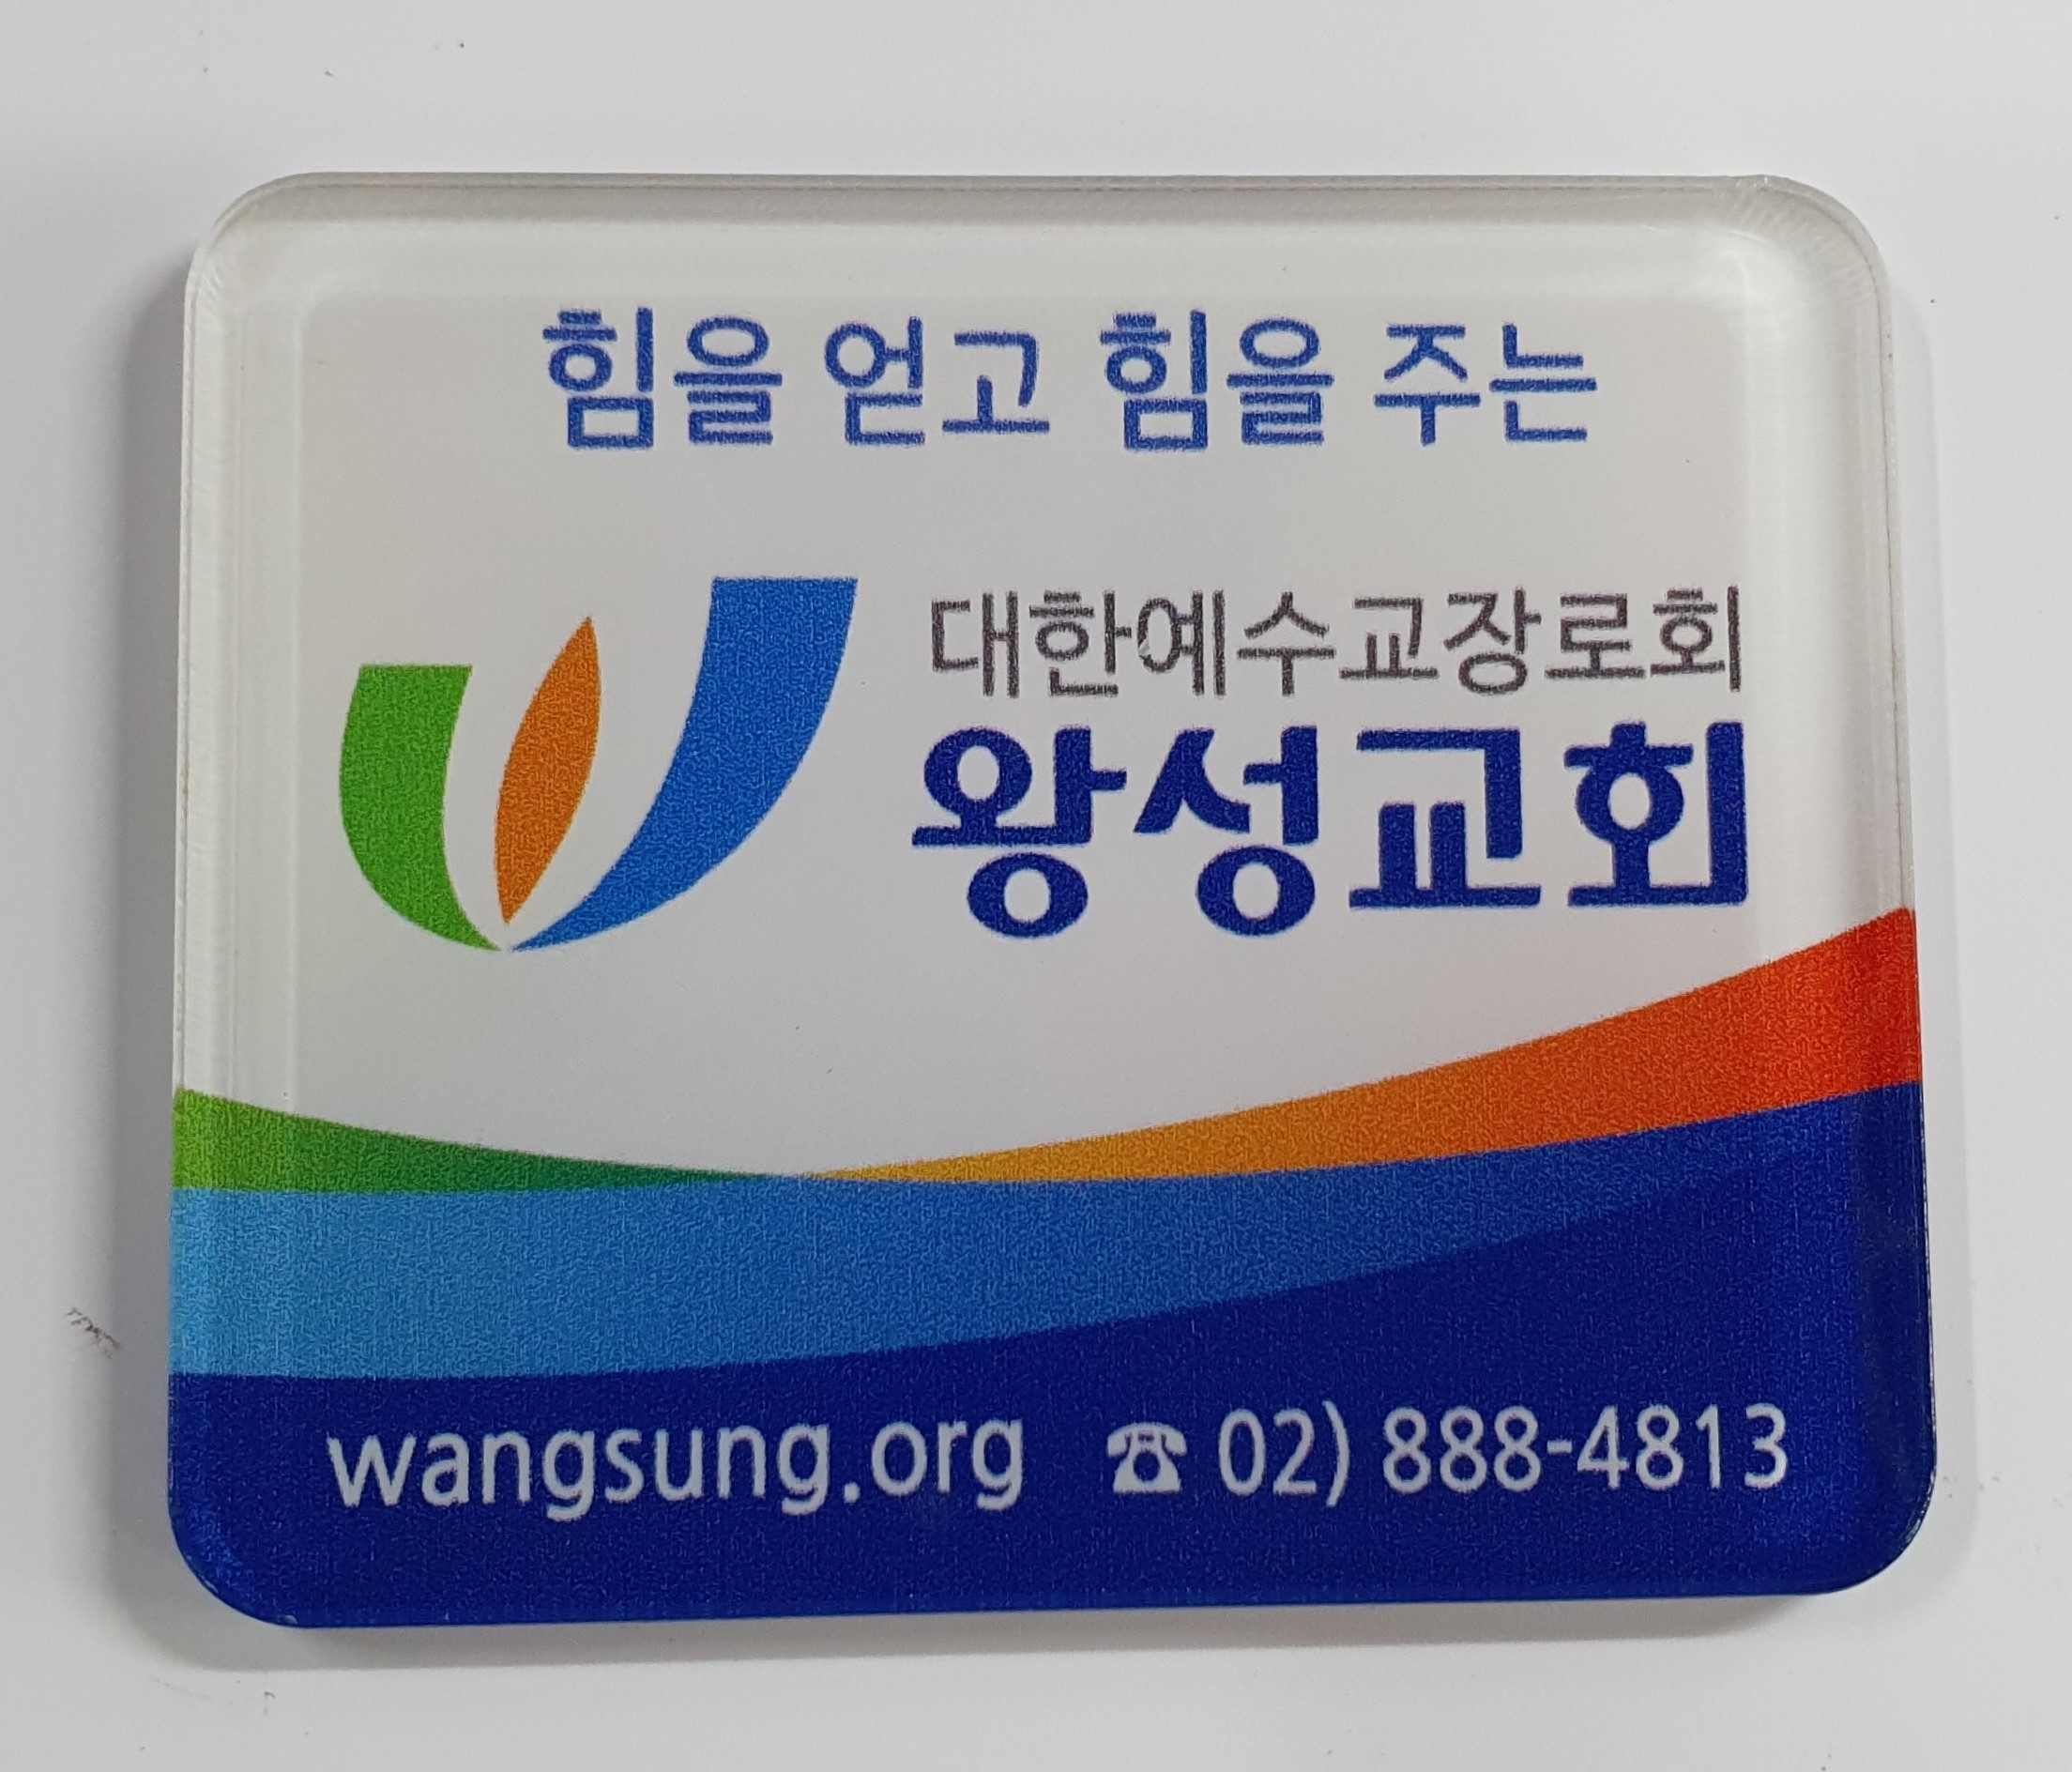 힘을 얻고 힘을 주는
대한예수교장로회
왕성교회
wangsung.org ☎ 02) 888-4813